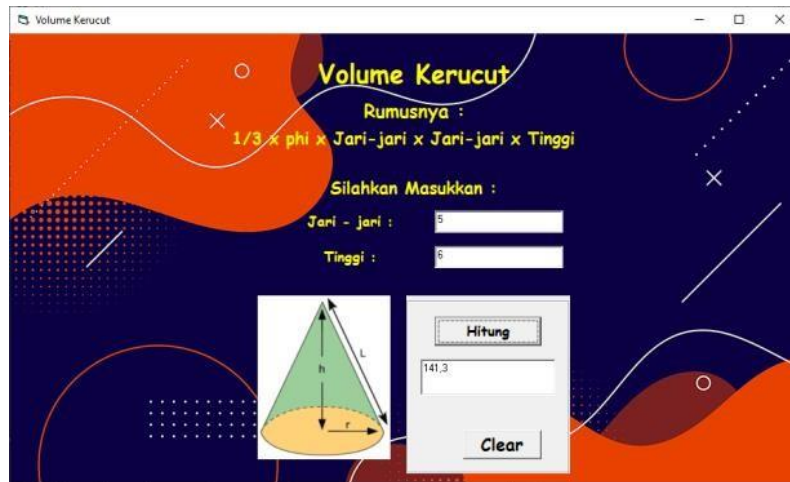 Volume Kerucut
Volume Kerucut
Rumusnya :
1/3 x phi x Jari-jari x Jari-jari x Tinggi
Silahkan Masukkan :
Jari - jari :
5
Tinggi :
6
h
L
r
Hitung
141,3
Clear